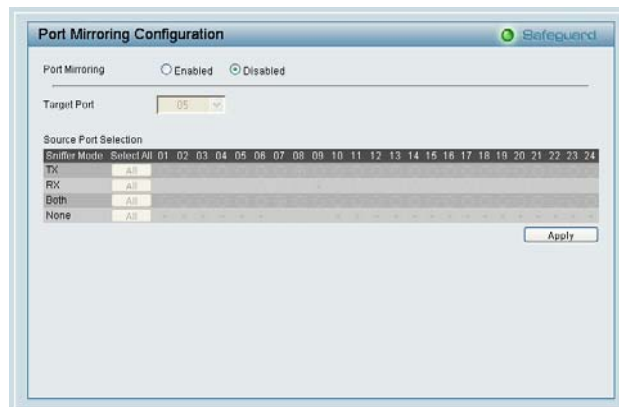 Port Mirroring Configuration
Safeguard
Port Mirroring Enabled Disabled
Target Port 05
Source Port Selection
Sniffer Mode Select All 01 02 03 04 05 06 07 08 09 10 11 12 13 14 15 16 17 18 19 20 21 22 23 24
TX All
RX All
Both All
None All
Apply